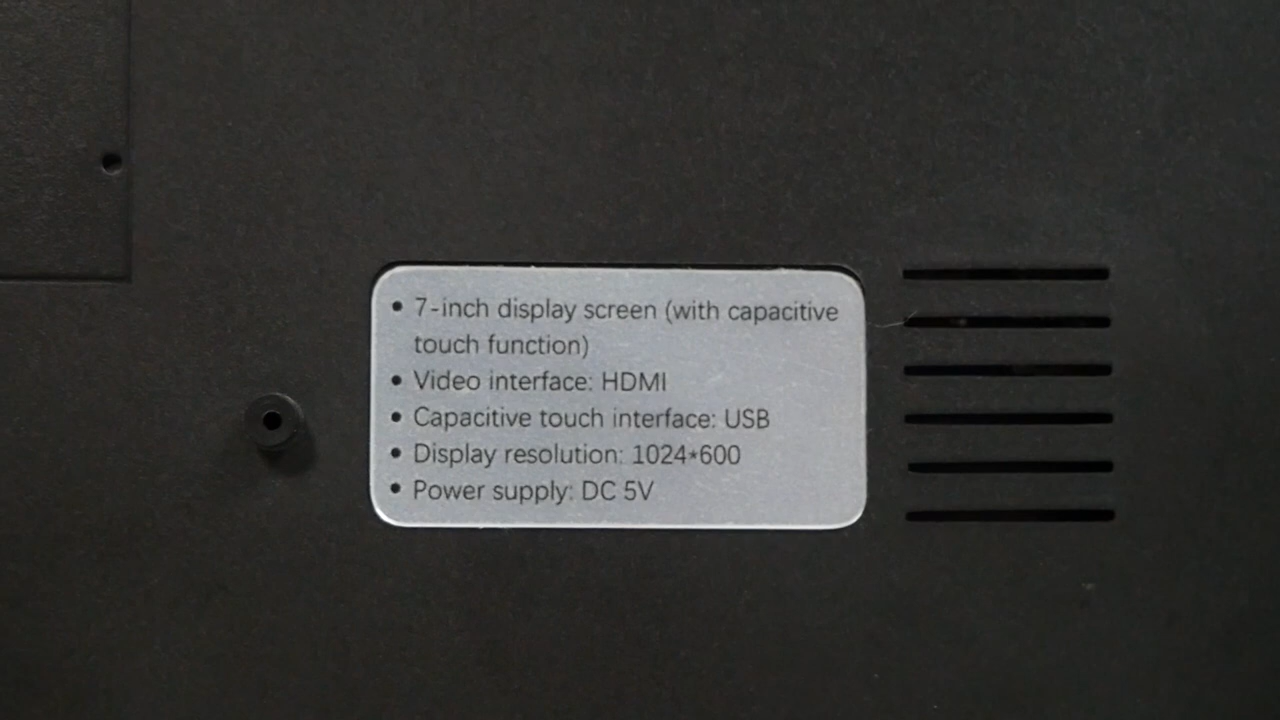 • 7-inch display screen (with capacitive
touch function)
• Video interface: HDMI
• Capacitive touch interface: USB
• Display resolution: 1024*600
• Power supply: DC 5V